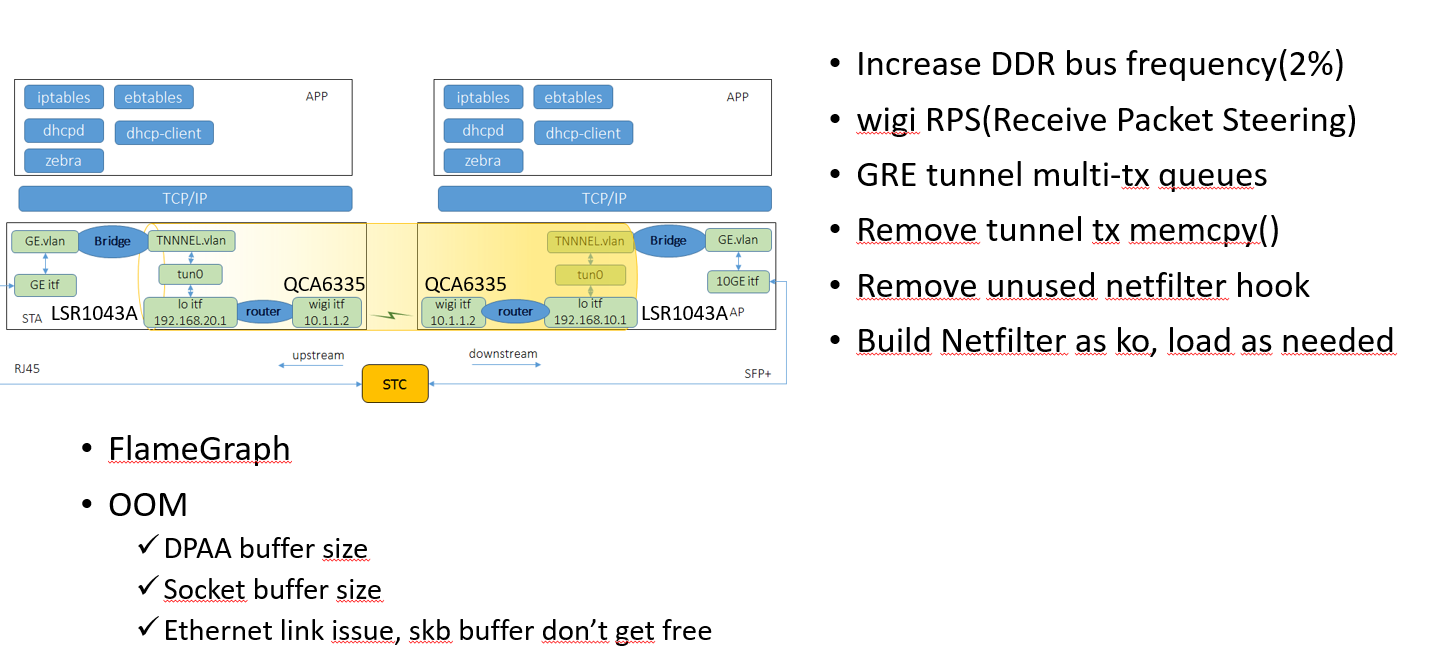 iptables
ebtables
APP
dhcpd
dhcp-client
zebra
TCP/IP
GE.vlan
Bridge
TNNNEL.vlan
tun0
GE itf
QCA6335
lo itf
192.168.20.1
router
wigi itf
10.1.1.2
STA
LSR1043A
iptables
ebtables
APP
dhcpd
dhcp-client
zebra
TCP/IP
TNNNEL.vlan
Bridge
GE.vlan
tun0
10GE itf
QCA6335
wigi itf
10.1.1.2
router
lo itf
192.168.10.1
LSR1043A
AP
upstream
downstream
RJ45
STC
SFP+
• Increase DDR bus frequency(2%)
• wigi RPS(Receive Packet Steering)
• GRE tunnel multi-tx queues
• Remove tunnel tx memcpy()
• Remove unused netfilter hook
• Build Netfilter as ko, load as needed
• FlameGraph
• OOM
✓ DPAA buffer size
✓ Socket buffer size
✓ Ethernet link issue, skb buffer don’t get free